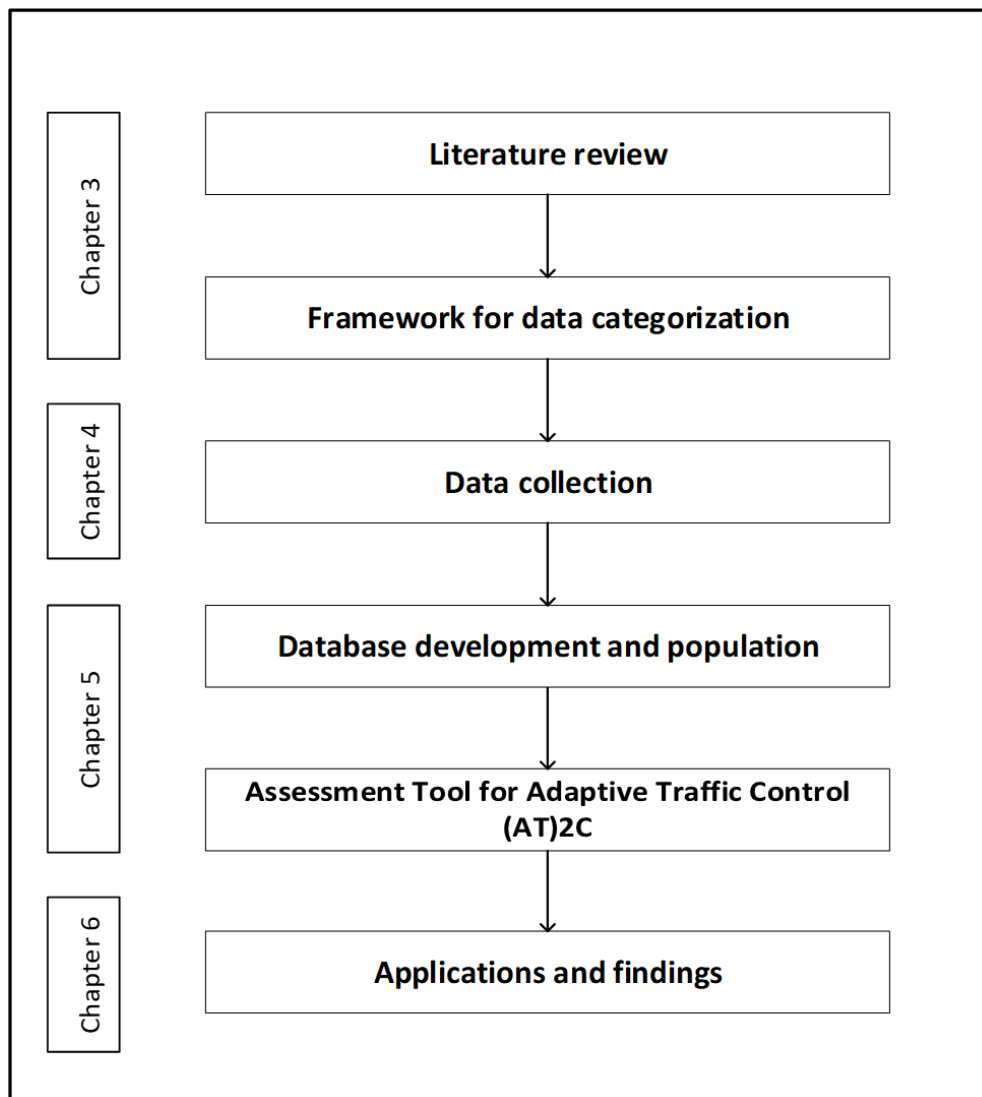 Chapter 3
Literature review
Framework for data categorization
Chapter 4
Data collection
Chapter 5
Database development and population
Assessment Tool for Adaptive Traffic Control
(AT)2C
Chapter 6
Applications and findings